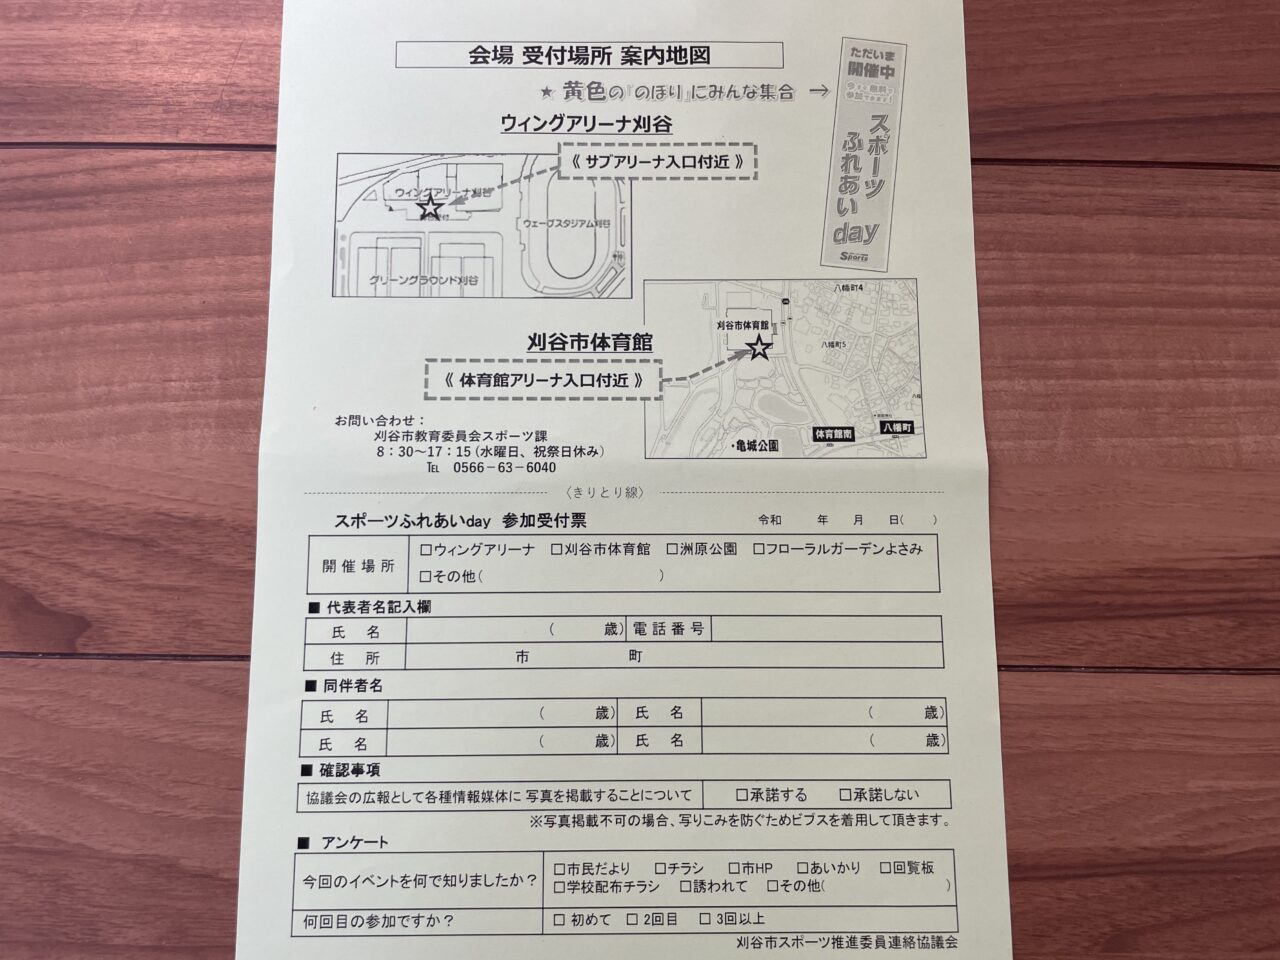 会場 受付場所 案内地図
★ 黄色の『のぼり』にみんな集合 →
ただいま
開催中
今すぐ無料で
参加できます!
スポーツ
ふれあい
day
Sports
ウィングアリーナ刈谷
《 サブアリーナ入口付近 》
ウィングアリーナ刈谷
ウェーブスタジアム刈谷
グリーングラウンド刈谷
刈谷市体育館
《 体育館アリーナ入口付近 》
八幡町4
刈谷市体育館
八幡町5
体育館南
八幡町
・亀城公園
お問い合わせ：
刈谷市教育委員会スポーツ課
8：30～17：15（水曜日、祝祭日休み）
℡ 0566－63－6040
〈きりとり線〉
スポーツふれあいday 参加受付票 令和 年 月 日( )
開催場所 □ウィングアリーナ □刈谷市体育館 □洲原公園 □フローラルガーデンよさみ
□その他( )
■ 代表者名記入欄
氏 名 ( 歳) 電話番号
住 所 市 町
■ 同伴者名
氏 名 ( 歳) 氏 名 ( 歳)
氏 名 ( 歳) 氏 名 ( 歳)
■ 確認事項
協議会の広報として各種情報媒体に 写真を掲載することについて □承諾する □承諾しない
※写真掲載不可の場合、写りこみを防ぐためビブスを着用して頂きます。
■ アンケート
今回のイベントを何で知りましたか？ □市民だより □チラシ □市HP □あいかり □回覧板
□学校配布チラシ □誘われて □その他( )
何回目の参加ですか？ □ 初めて □ 2回目 □ 3回以上
刈谷市スポーツ推進委員連絡協議会